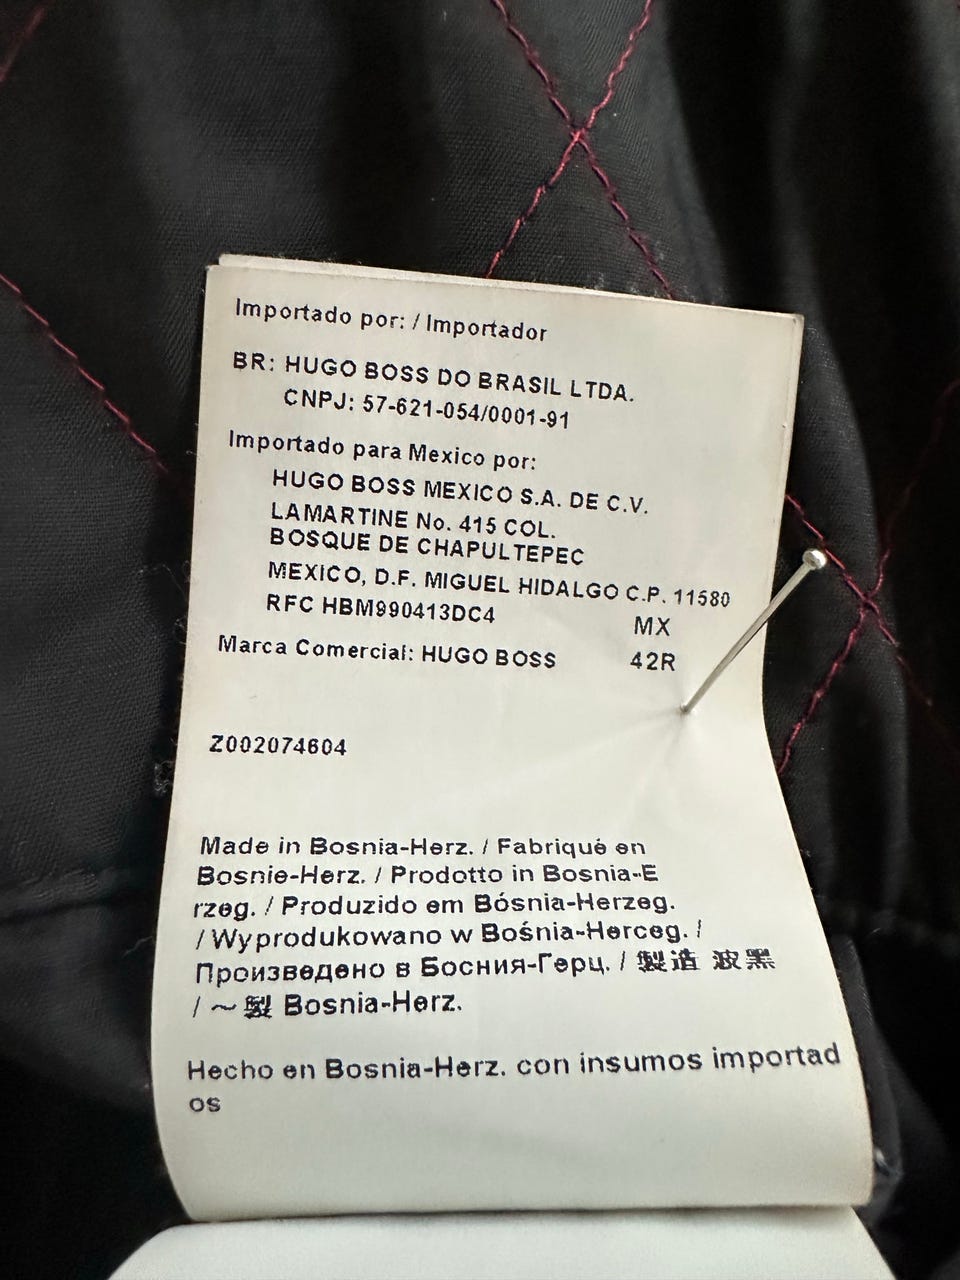 Importado por: / Importador
BR: HUGO BOSS DO BRASIL LTDA.
CNPJ: 57-621-054/0001-91
Importado para Mexico por:
HUGO BOSS MEXICO S.A. DE C.V.
LAMARTINE No. 415 COL.
BOSQUE DE CHAPULTEPEC
MEXICO, D.F. MIGUEL HIDALGO C.P. 11580
RFC HBM990413DC4 MX
Marca Comercial: HUGO BOSS 42R
Z002074604
Made in Bosnia-Herz. / Fabriqué en
Bosnie-Herz. / Prodotto in Bosnia-E
rzeg. / Produzido em Bósnia-Herzeg.
/ Wyprodukowano w Bośnia-Herceg. /
Произведено в Босния-Герц. / 製造 波黑
/ ～製 Bosnia-Herz.
Hecho en Bosnia-Herz. con insumos importad
os